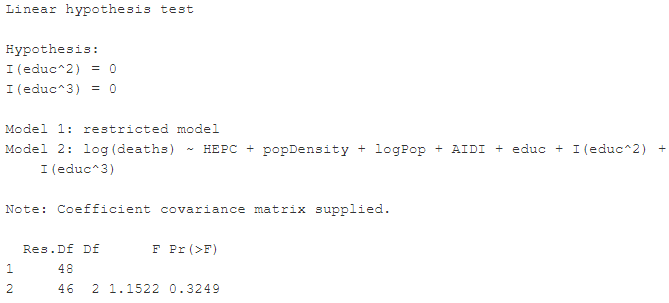 Linear hypothesis test
Hypothesis:
I(educ^2) = 0
I(educ^3) = 0
Model 1: restricted model
Model 2: log(deaths) ~ HEPC + popDensity + logPop + AIDI + educ + I(educ^2) +
I(educ^3)
Note: Coefficient covariance matrix supplied.
Res.Df Df F Pr(>F)
1 48
2 46 2 1.1522 0.3249